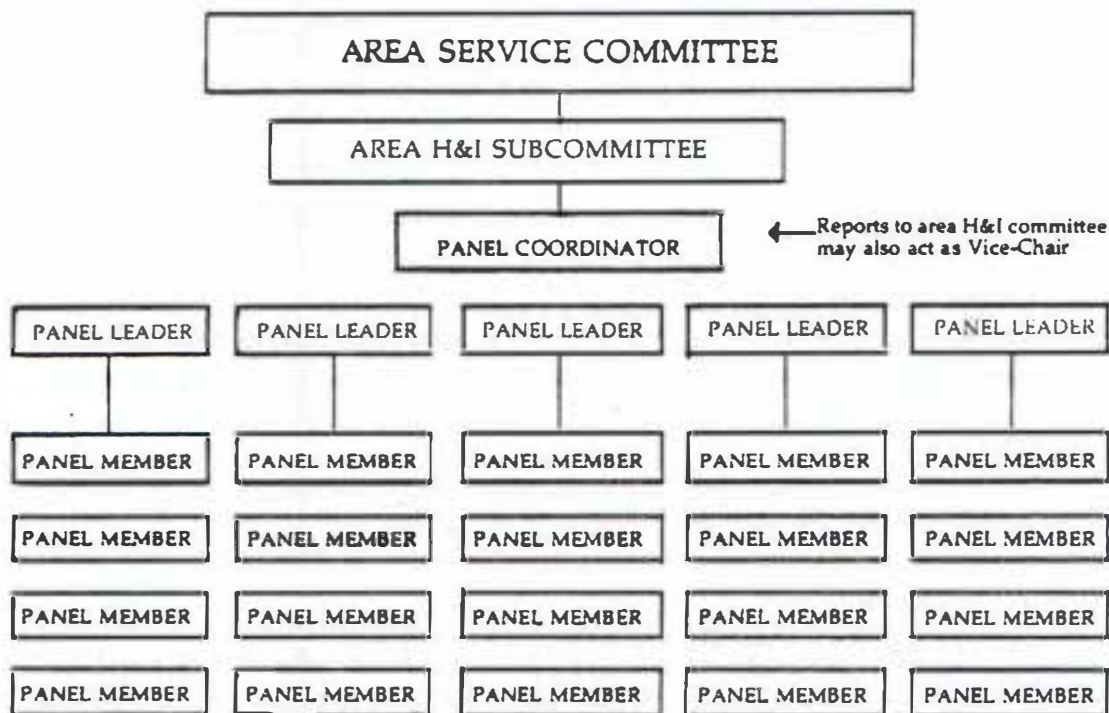 AREA SERVICE COMMITTEE
AREA H&I SUBCOMMITTEE
PANEL COORDINATOR
Reports to area H&I committee
may also act as Vice-Chair
PANEL LEADER PANEL LEADER PANEL LEADER PANEL LEADER PANEL LEADER
PANEL MEMBER PANEL MEMBER PANEL MEMBER PANEL MEMBER PANEL MEMBER
PANEL MEMBER PANEL MEMBER PANEL MEMBER PANEL MEMBER PANEL MEMBER
PANEL MEMBER PANEL MEMBER PANEL MEMBER PANEL MEMBER PANEL MEMBER
PANEL MEMBER PANEL MEMBER PANEL MEMBER PANEL MEMBER PANEL MEMBER